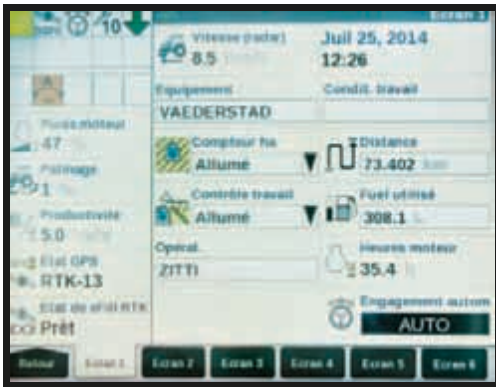 Ecran 1
10
Vitesse (radar)
8.5
Juil 25, 2014
12:26
Equipement
VAEDERSTAD
Condit. travail
Puiss moteur
47
Compteur ha
Allumé
Distance
73.402 km
Patinage
1
Contrôle travail
Allumé
Fuel utilisé
308.1 L
Productivité
5.0
Operat.
ZITTI
Heures moteur
35.4 h
Etat GPS
RTK-13
Engagement autom
AUTO
Etat de
RTK
Prêt
Retour
Ecran 1
Ecran 2
Ecran 3
Ecran 4
Ecran 5
Ecran 6